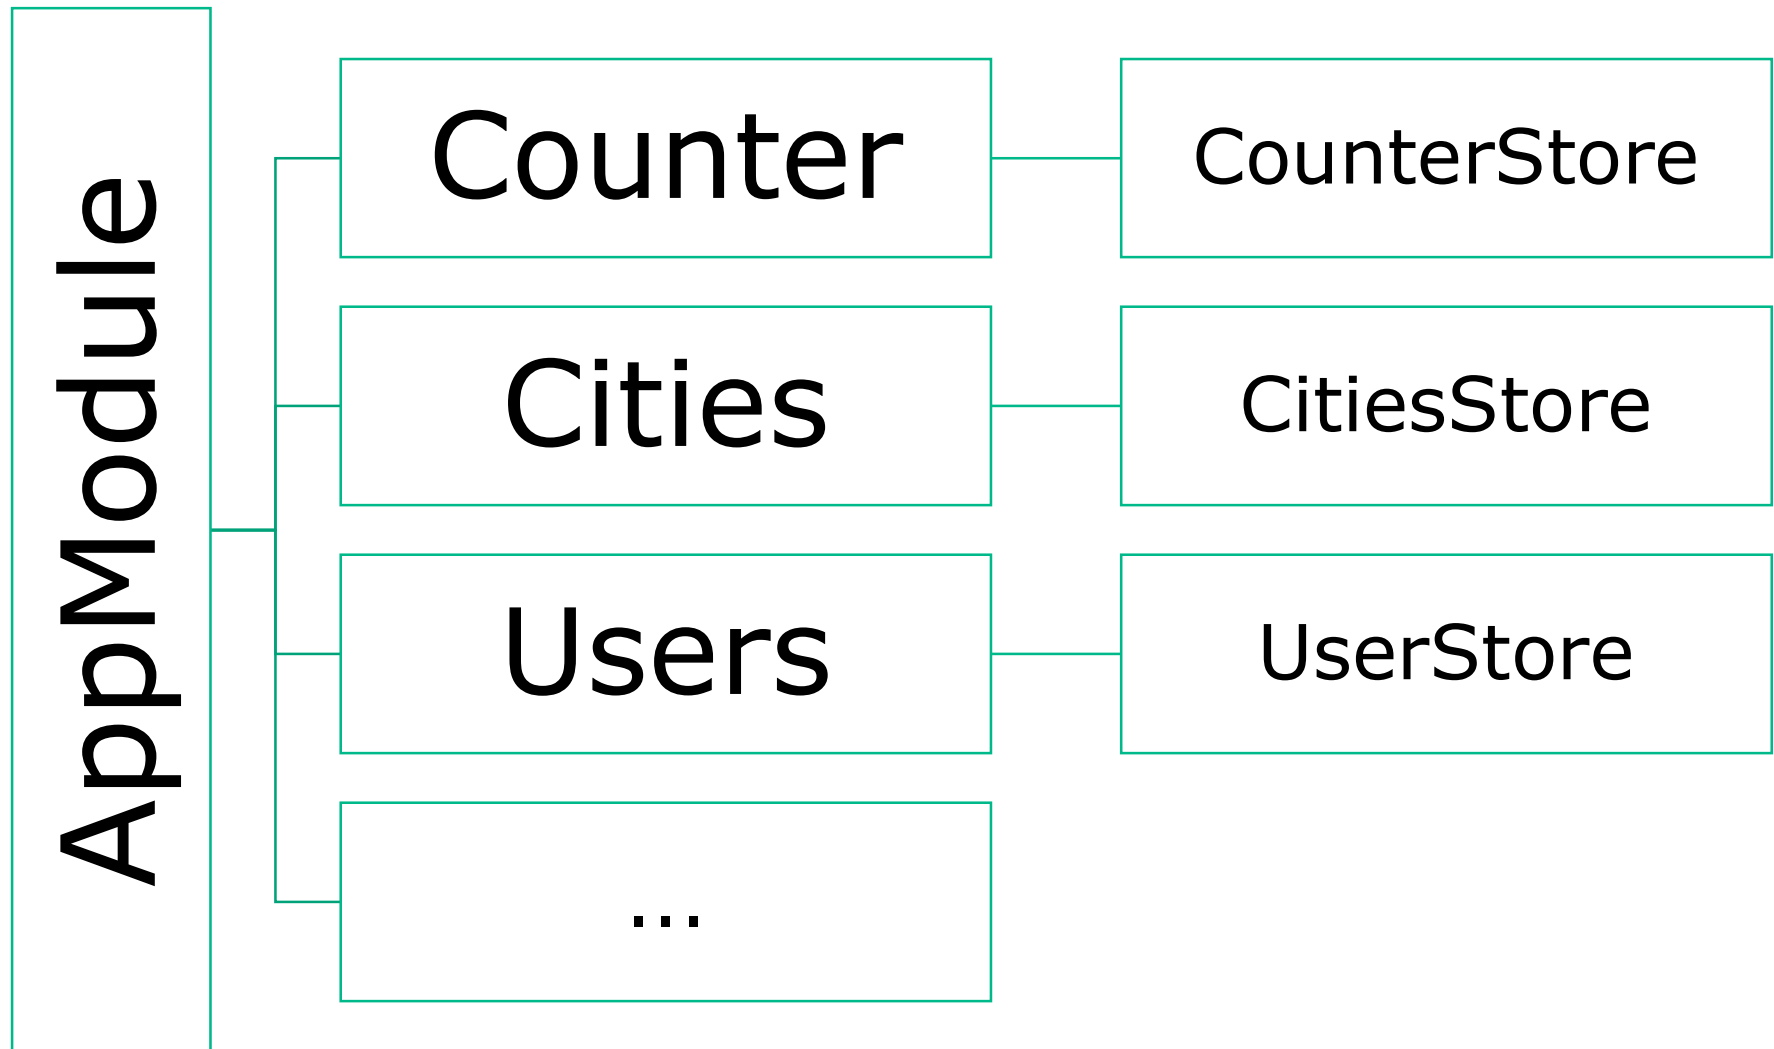 AppModule
Counter
CounterStore
Cities
CitiesStore
Users
UserStore
...